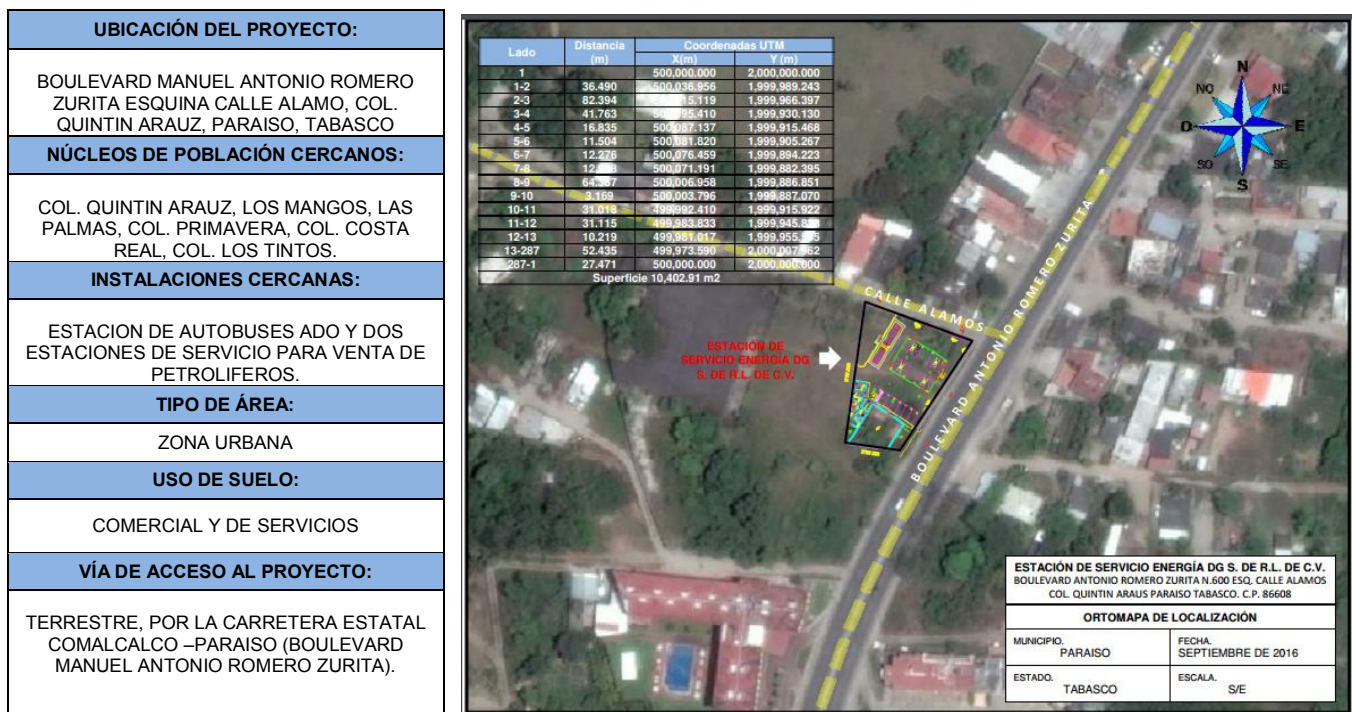 UBICACIÓN DEL PROYECTO:
BOULEVARD MANUEL ANTONIO ROMERO
ZURITA ESQUINA CALLE ALAMO, COL.
QUINTIN ARAUZ, PARAISO, TABASCO
NÚCLEOS DE POBLACIÓN CERCANOS:
COL. QUINTIN ARAUZ, LOS MANGOS, LAS
PALMAS, COL. PRIMAVERA, COL. COSTA
REAL, COL. LOS TINTOS.
INSTALACIONES CERCANAS:
ESTACION DE AUTOBUSES ADO Y DOS
ESTACIONES DE SERVICIO PARA VENTA DE
PETROLIFEROS.
TIPO DE ÁREA:
ZONA URBANA
USO DE SUELO:
COMERCIAL Y DE SERVICIOS
VÍA DE ACCESO AL PROYECTO:
TERRESTRE, POR LA CARRETERA ESTATAL
COMALCALCO –PARAISO (BOULEVARD
MANUEL ANTONIO ROMERO ZURITA).
Lado Distancia (m) Coordenadas UTM
X(m) Y (m)
1 500,000.000 2,000,000.000
1-2 36.490 500,036.956 1,999,989.243
2-3 82.394 1,999,966.397
3-4 41.763 1,999,930.130
4-5 16.835 500,087.137 1,999,915.468
5-6 11.504 500,081.820 1,999,905.267
6-7 12.276 500,076.459 1,999,894.223
7-8 500,071.191 1,999,882.395
8-9 64.387 500,006.958 1,999,886.851
9-10 3.169 500,003.796 1,999,887.070
10-11 31.018 499,992.410 1,999,915.922
11-12 31.115 499,983.833
12-13 10.219 499,981.017
13-287 52.435 499,973.590
287-1 27.471 500,000.000 2,000,000.000
Superficie 10,402.91 m2
N
NO NE
O E
SO SE
S
CALLE ALAMOS
BOULEVARD ANTONIO ROMERO ZURITA
ESTACIÓN DE
SERVICIO ENERGÍA DG
S. DE R.L. DE C.V.
ESTACIÓN DE SERVICIO ENERGÍA DG S. DE R.L. DE C.V.
BOULEVARD ANTONIO ROMERO ZURITA N.600 ESQ. CALLE ALAMOS
COL. QUINTIN ARAUS PARAISO TABASCO. C.P. 86608
ORTOMAPA DE LOCALIZACIÓN
MUNICIPIO. FECHA.
PARAISO SEPTIEMBRE DE 2016
ESTADO. ESCALA.
TABASCO S/E